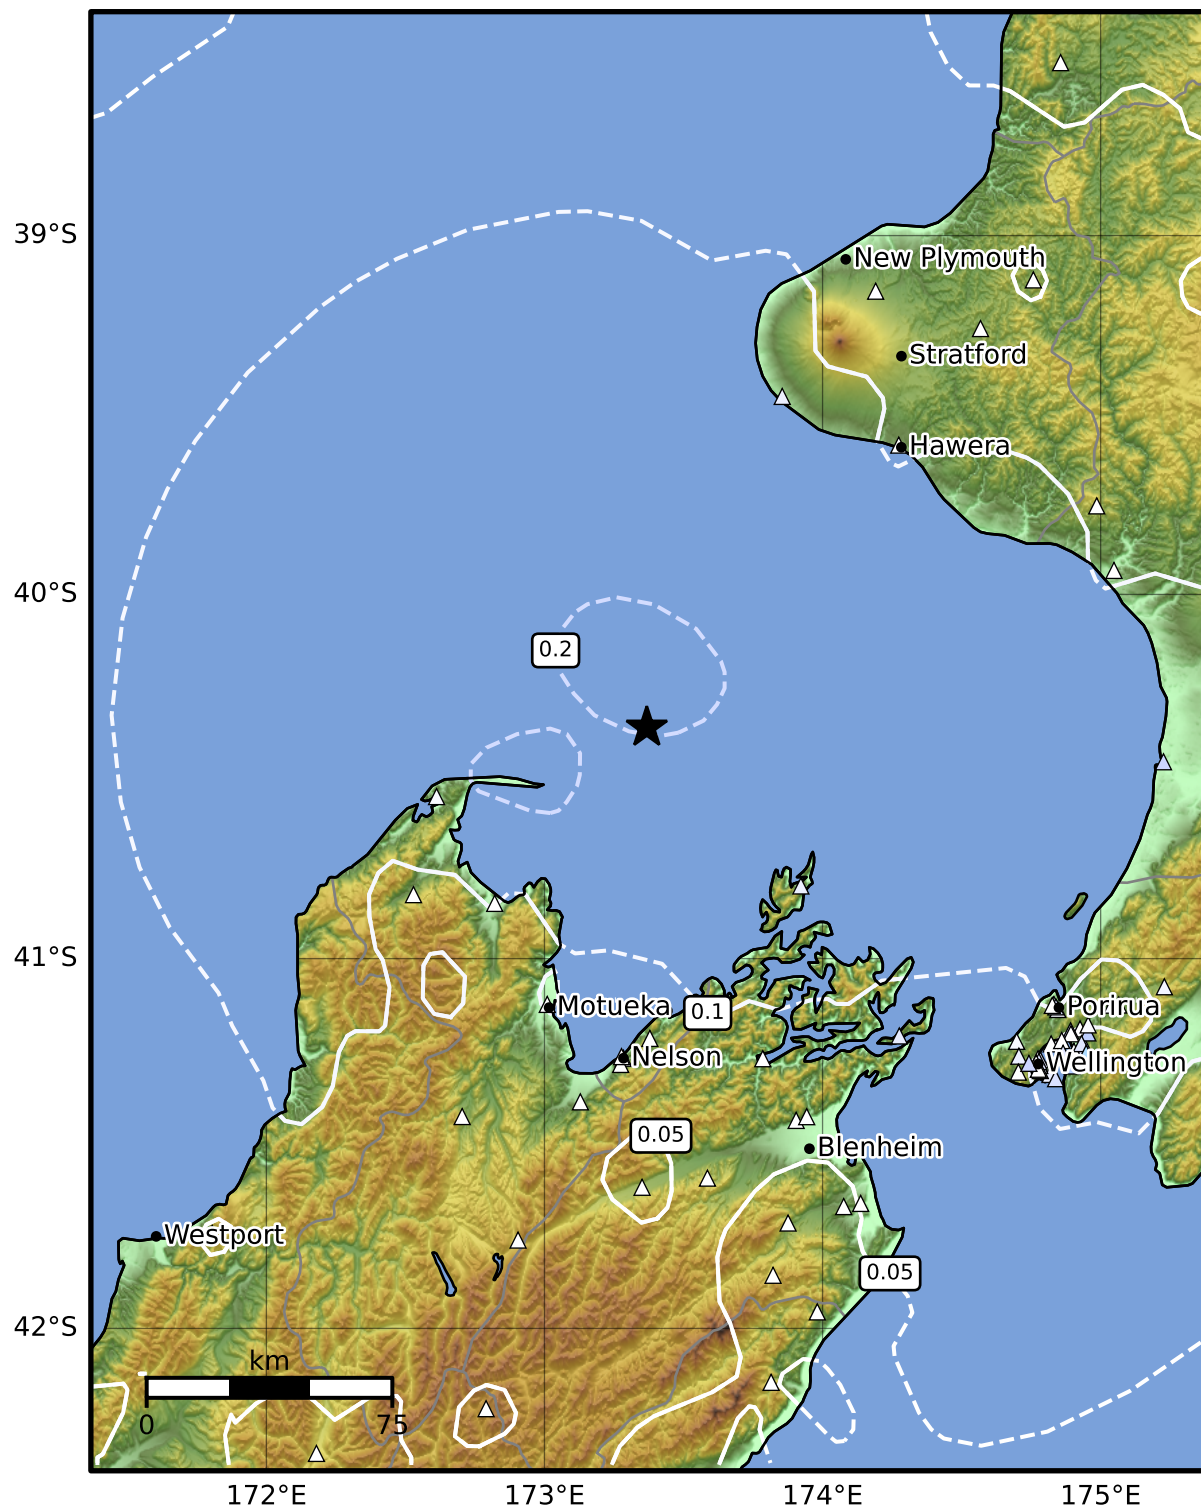 39°S
New Plymouth
Stratford
Hawera
40°S
0.2
41°S
Motueka
0.1
Porirua
Nelson
Wellington
0.05
Blenheim
Westport
0.05
42°S
km
0
75
172°E
173°E
174°E
175°E